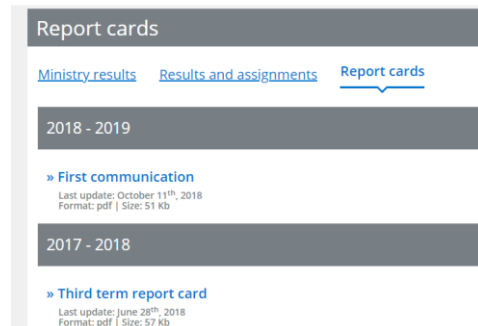 Report cards
Ministry results Results and assignments Report cards
2018 - 2019
» First communication
Last update: October 11th, 2018
Format: pdf | Size: 51 Kb
2017 - 2018
» Third term report card
Last update: June 28th, 2018
Format: pdf | Size: 57 Kb